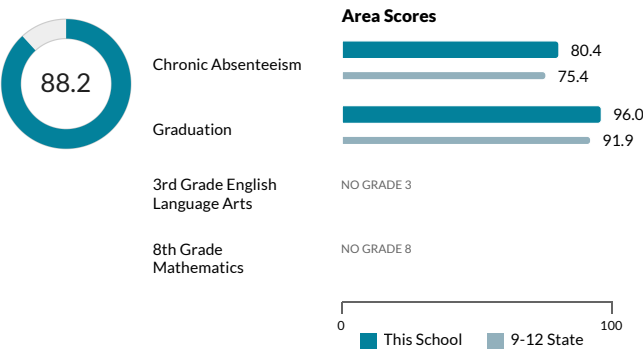 Area Scores
88.2
Chronic Absenteeism
80.4
75.4
Graduation
96.0
91.9
3rd Grade English
Language Arts
NO GRADE 3
8th Grade
Mathematics
NO GRADE 8
0
100
This School
9-12 State